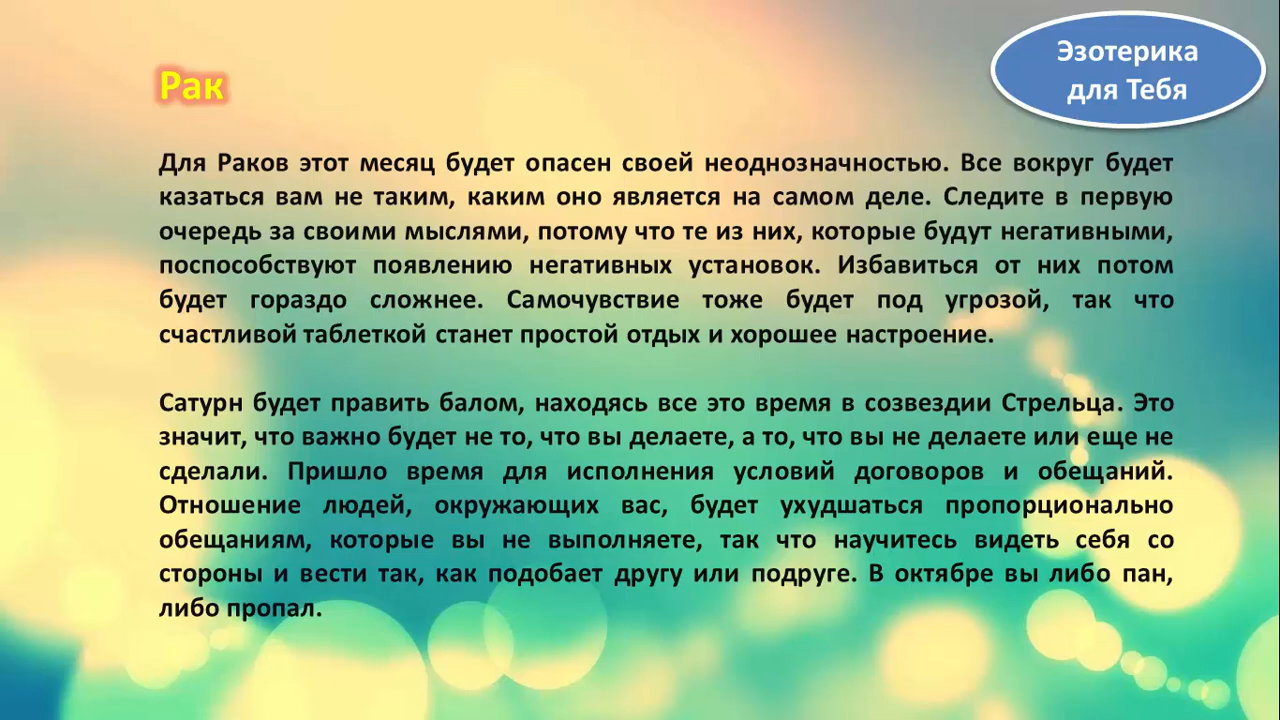 Эзотерика
для Тебя
Рак
Для Раков этот месяц будет опасен своей неоднозначностью. Все вокруг будет
казаться вам не таким, каким оно является на самом деле. Следите в первую
очередь за своими мыслями, потому что те из них, которые будут негативными,
поспособствуют появлению негативных установок. Избавиться от них потом
будет гораздо сложнее. Самочувствие тоже будет под угрозой, так что
счастливой таблеткой станет простой отдых и хорошее настроение.
Сатурн будет править балом, находясь все это время в созвездии Стрельца. Это
значит, что важно будет не то, что вы делаете, а то, что вы не делаете или еще не
сделали. Пришло время для исполнения условий договоров и обещаний.
Отношение людей, окружающих вас, будет ухудшаться пропорционально
обещаниям, которые вы не выполняете, так что научитесь видеть себя со
стороны и вести так, как подобает другу или подруге. В октябре вы либо пан,
либо пропал.